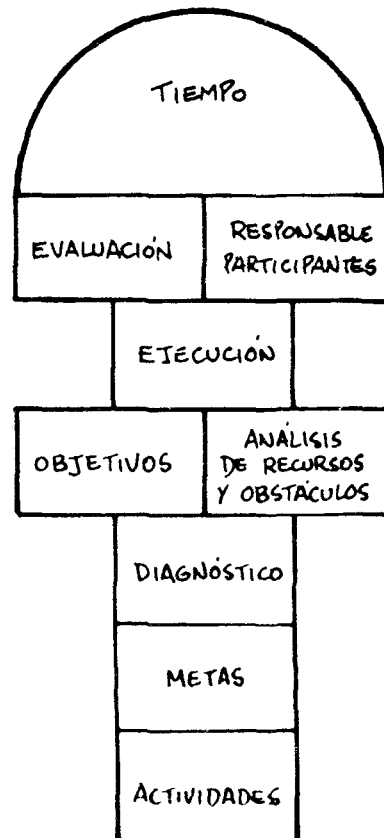 TIEMPO
EVALUACIÓN
RESPONSABLE
PARTICIPANTES
EJECUCIÓN
OBJETIVOS
ANÁLISIS
DE RECURSOS
Y OBSTÁCULOS
DIAGNÓSTICO
METAS
ACTIVIDADES